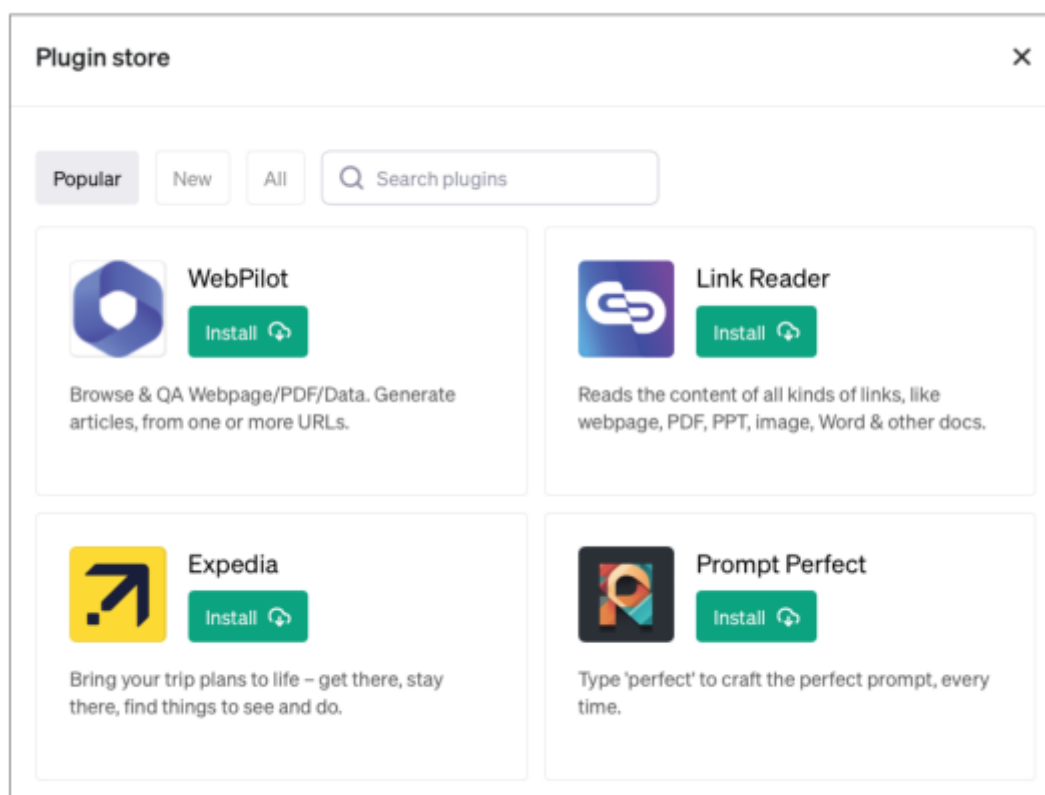 Plugin store
Popular
New
All
Search plugins
WebPilot
Install
Browse & QA Webpage/PDF/Data. Generate
articles, from one or more URLs.
Link Reader
Install
Reads the content of all kinds of links, like
webpage, PDF, PPT, image, Word & other docs.
Expedia
Install
Bring your trip plans to life – get there, stay
there, find things to see and do.
Prompt Perfect
Install
Type 'perfect' to craft the perfect prompt, every
time.